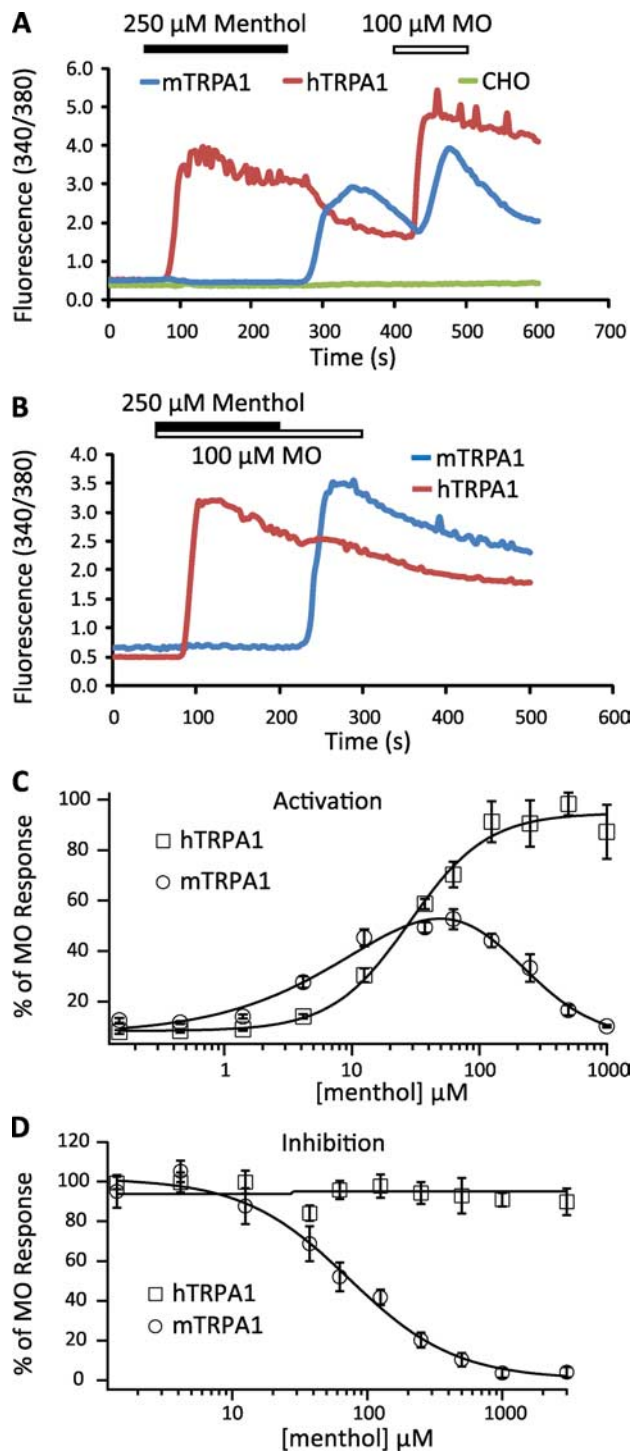 A
250 µM Menthol
100 µM MO
mTRPA1
hTRPA1
CHO
Fluorescence (340/380)
6.0
5.0
4.0
3.0
2.0
1.0
0.0
0 100 200 300 400 500 600 700
Time (s)
B
250 µM Menthol
100 µM MO
mTRPA1
hTRPA1
Fluorescence (340/380)
4.0
3.5
3.0
2.5
2.0
1.5
1.0
0.5
0.0
0 100 200 300 400 500 600
Time (s)
C
Activation
hTRPA1
mTRPA1
% of MO Response
100
80
60
40
20
1 10 100 1000
[menthol] µM
D
Inhibition
hTRPA1
mTRPA1
% of MO Response
120
100
80
60
40
20
0
10 100 1000
[menthol] µM